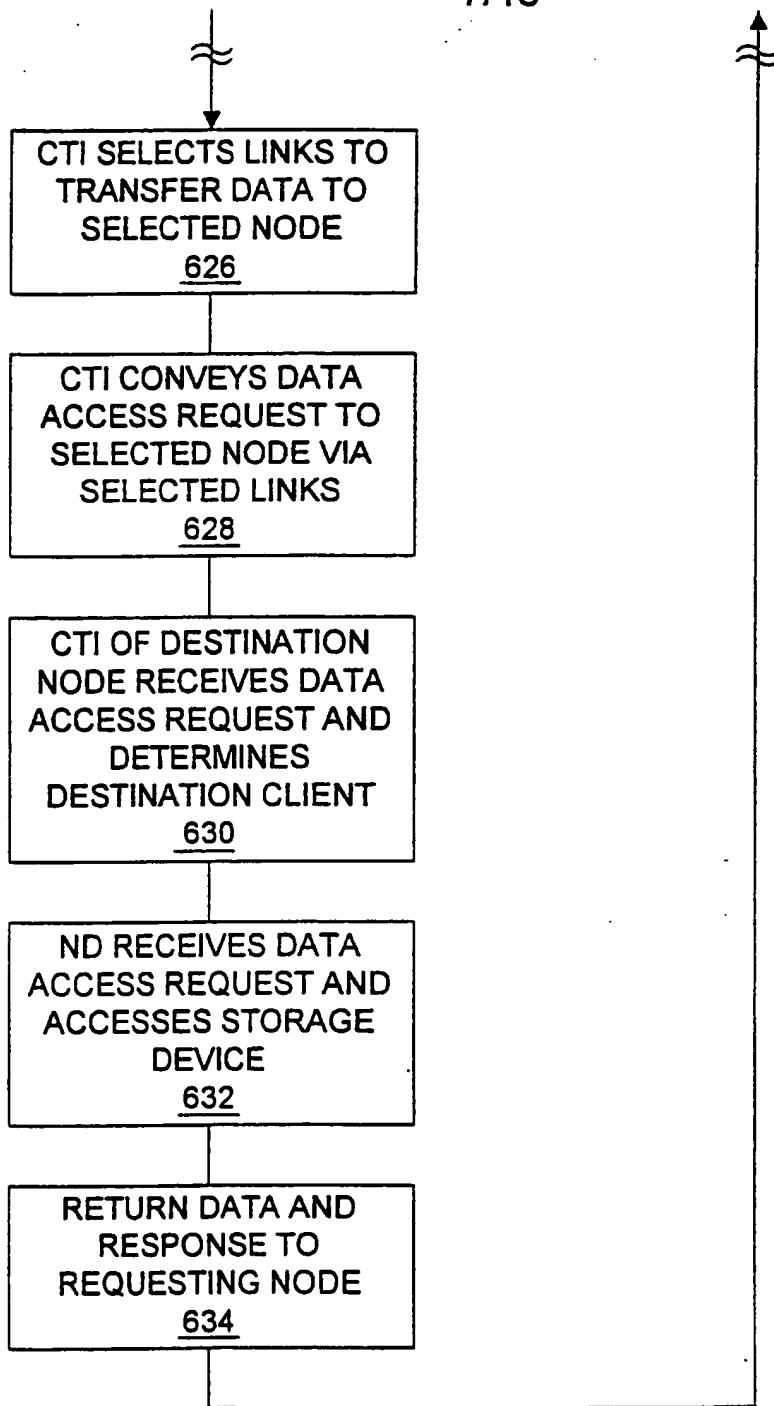 CTI SELECTS LINKS TO
TRANSFER DATA TO
SELECTED NODE
626
CTI CONVEYS DATA
ACCESS REQUEST TO
SELECTED NODE VIA
SELECTED LINKS
628
CTI OF DESTINATION
NODE RECEIVES DATA
ACCESS REQUEST AND
DETERMINES
DESTINATION CLIENT
630
ND RECEIVES DATA
ACCESS REQUEST AND
ACCESSES STORAGE
DEVICE
632
RETURN DATA AND
RESPONSE TO
REQUESTING NODE
634